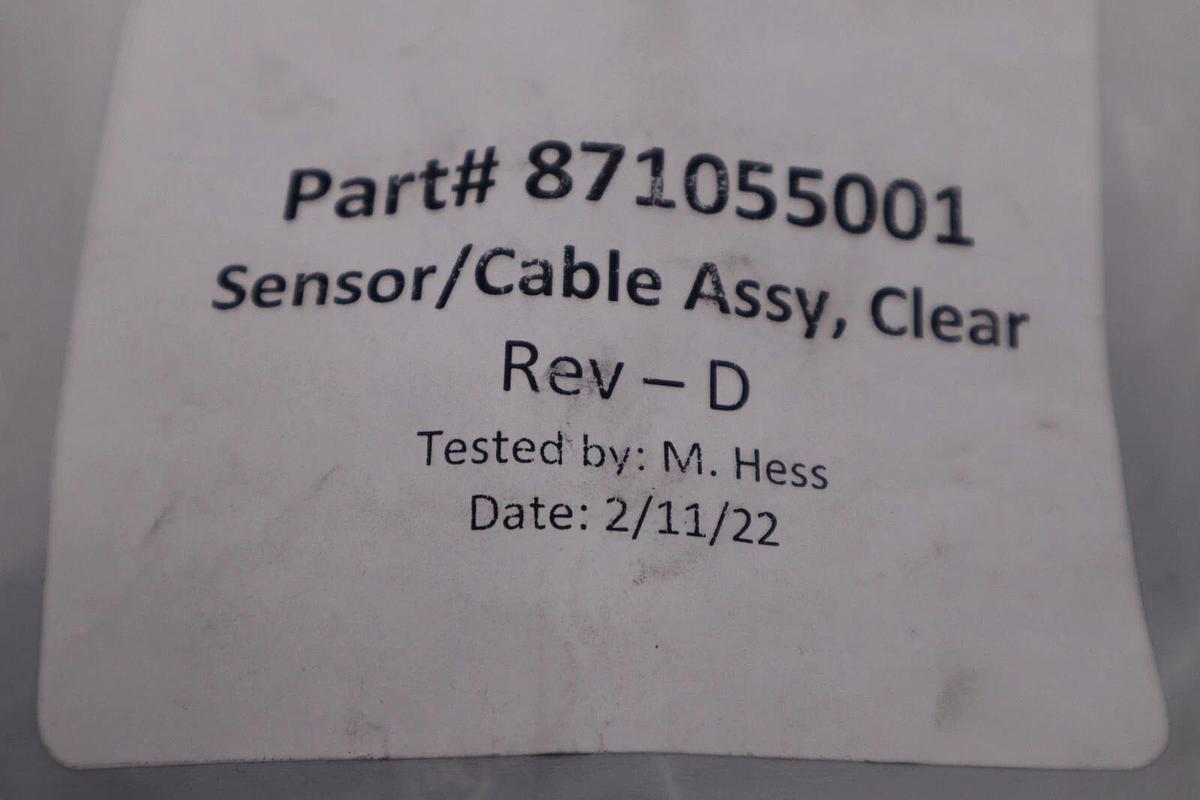 Part# 871055001
Sensor/Cable Assy, Clear
Rev – D
Tested by: M. Hess
Date: 2/11/22